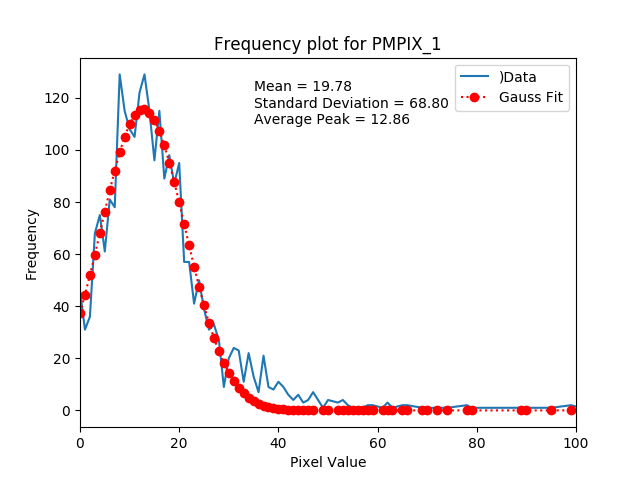 Frequency plot for PMPIX_1
Mean = 19.78
Standard Deviation = 68.80
Average Peak = 12.86
)Data
Gauss Fit
Frequency
120
100
80
60
40
20
0
0 20 40 60 80 100
Pixel Value